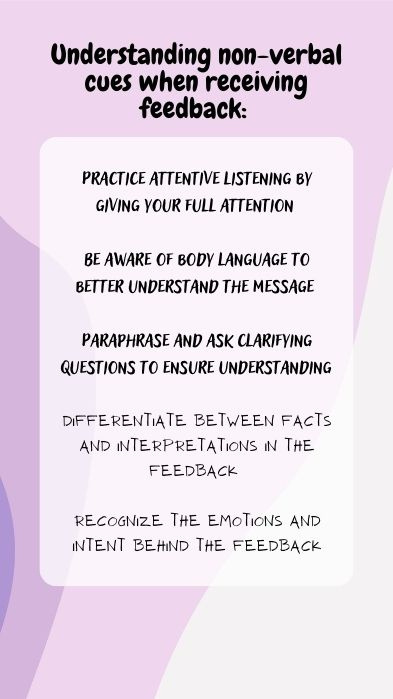 Understanding non-verbal
cues when receiving
feedback:
PRACTICE ATTENTIVE LISTENING BY
GIVING YOUR FULL ATTENTION
BE AWARE OF BODY LANGUAGE TO
BETTER UNDERSTAND THE MESSAGE
PARAPHRASE AND ASK CLARIFYING
QUESTIONS TO ENSURE UNDERSTANDING
DIFFERENTIATE BETWEEN FACTS
AND INTERPRETATIONS IN THE
FEEDBACK
RECOGNIZE THE EMOTIONS AND
INTENT BEHIND THE FEEDBACK